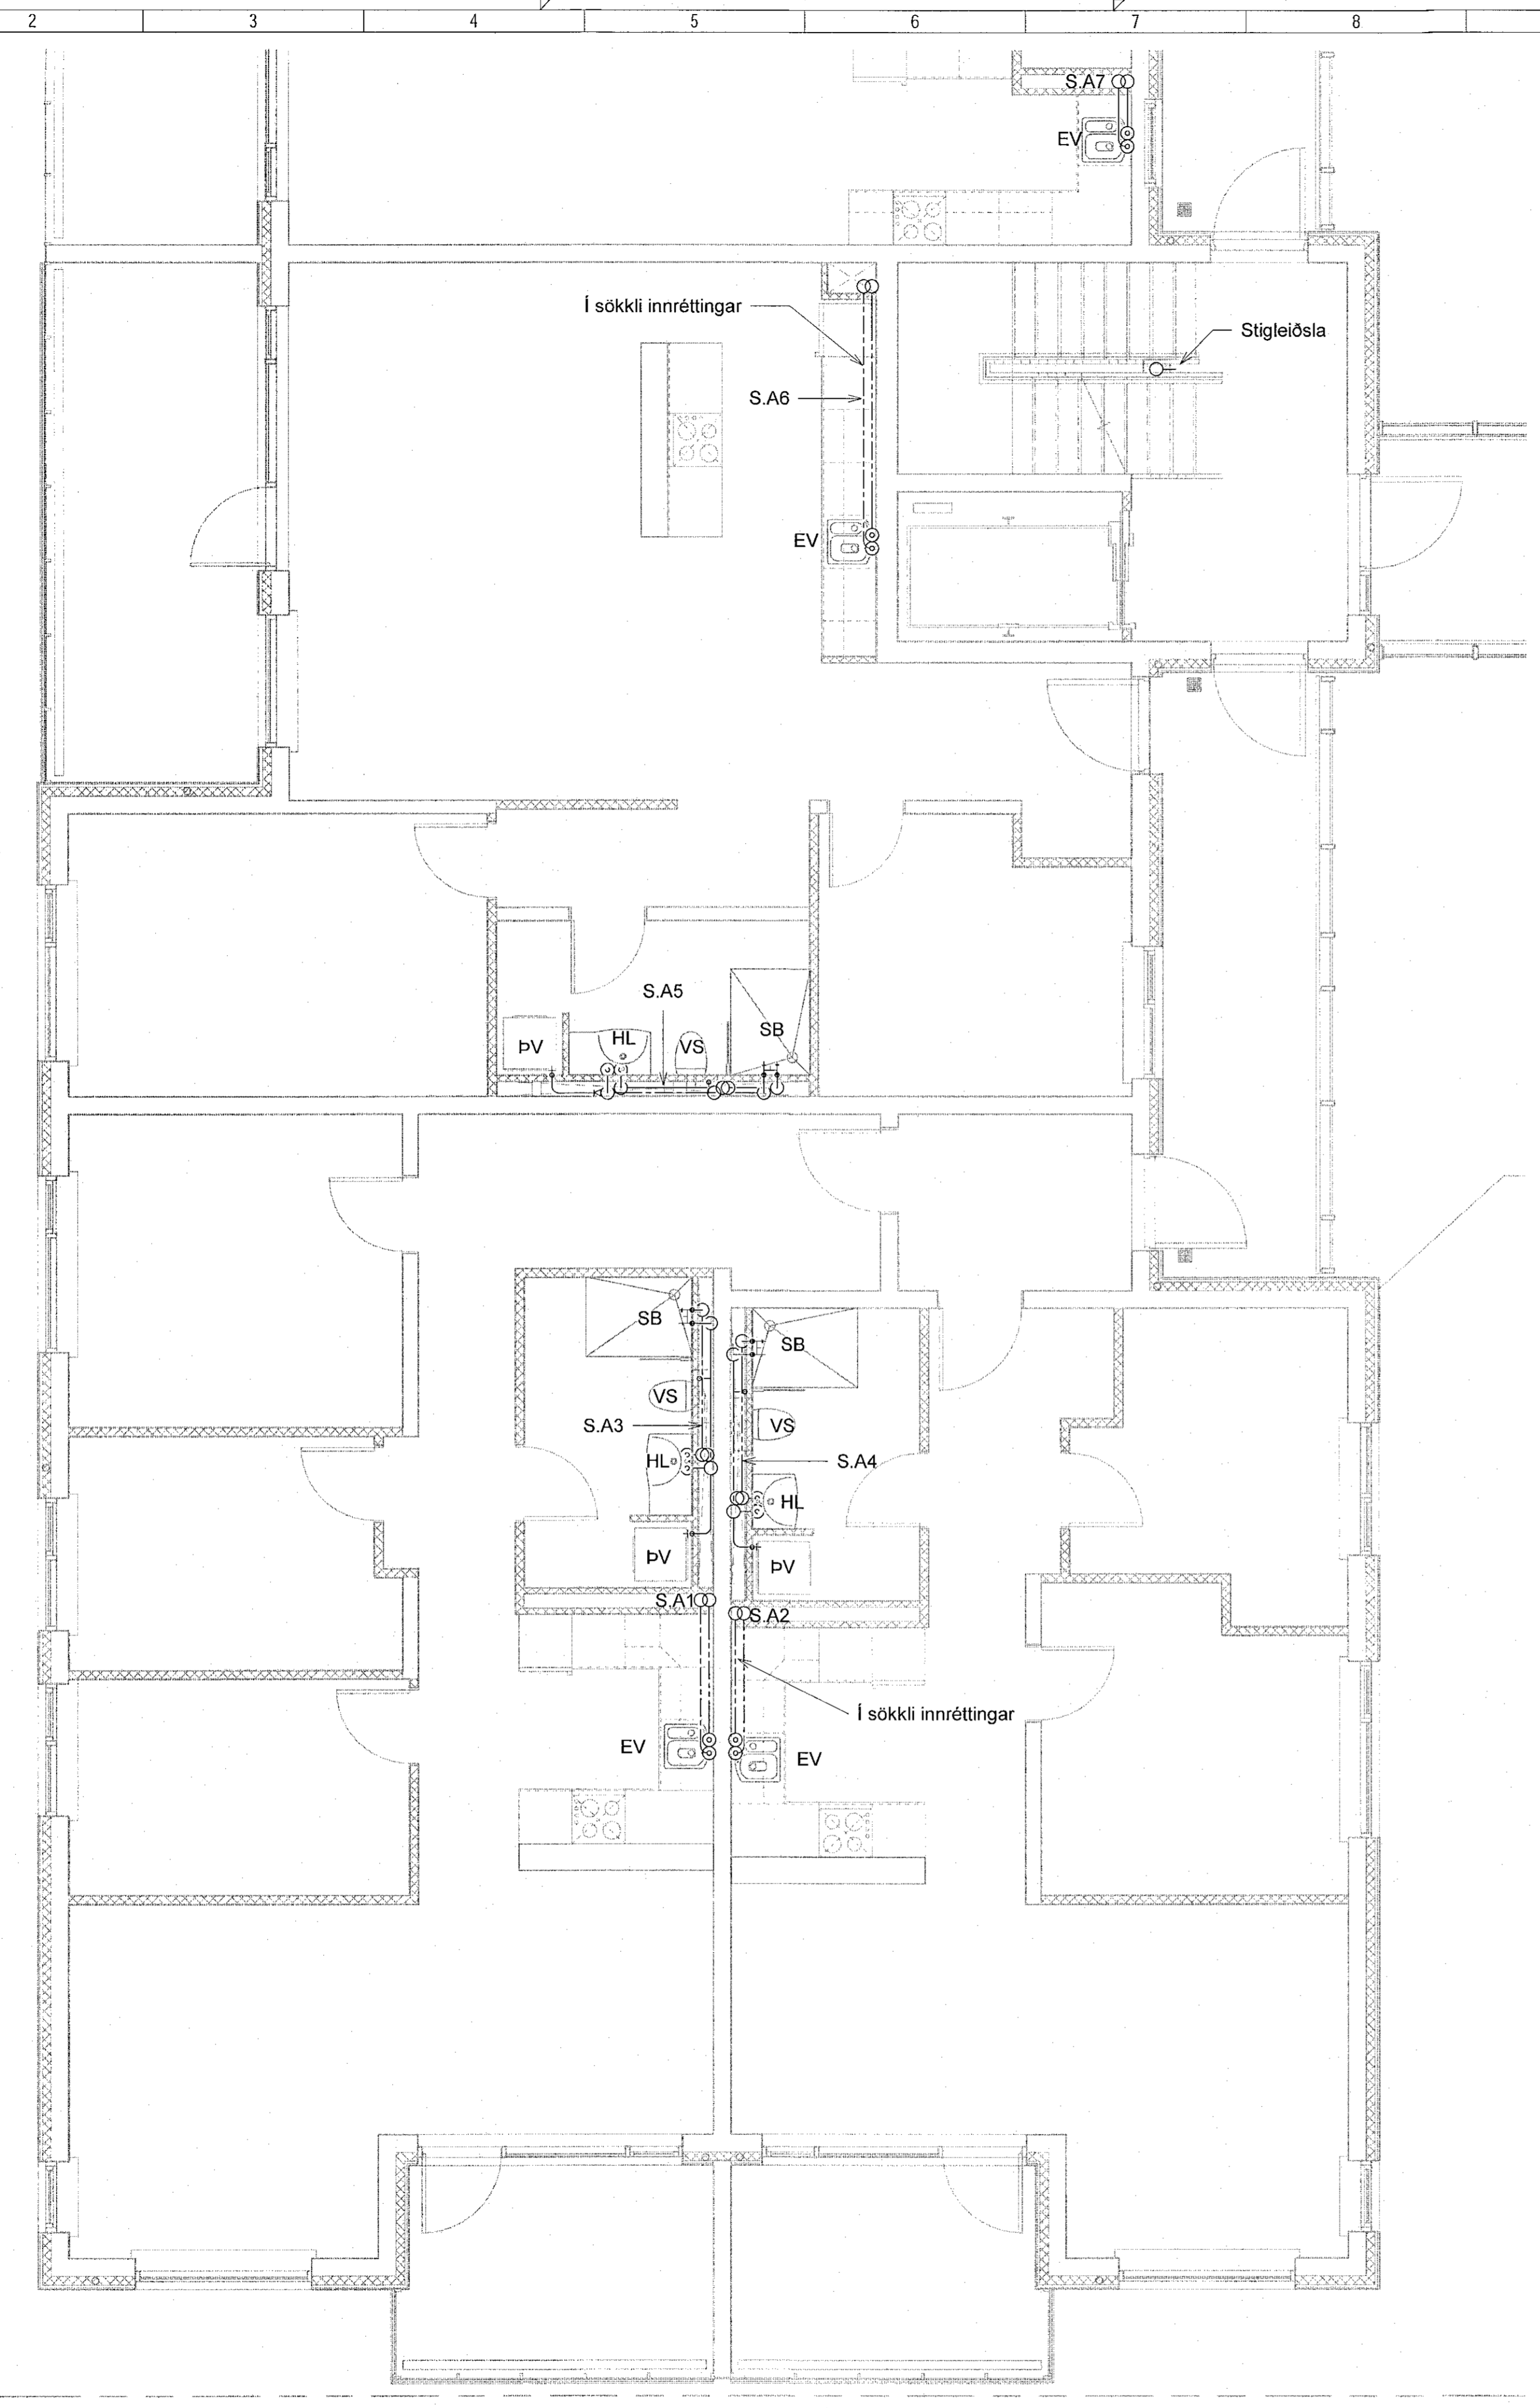 2 3 4 5 6 7 8
S.A7
EV
Í sökkli innréttingar
Stigleiðsla
S.A6
EV
S.A5
SB
HL
VS
ÞV
SB
SB
VS
VS
S.A3
S.A4
HL
HL
ÞV
ÞV
S.A1
S.A2
Í sökkli innréttingar
EV
EV